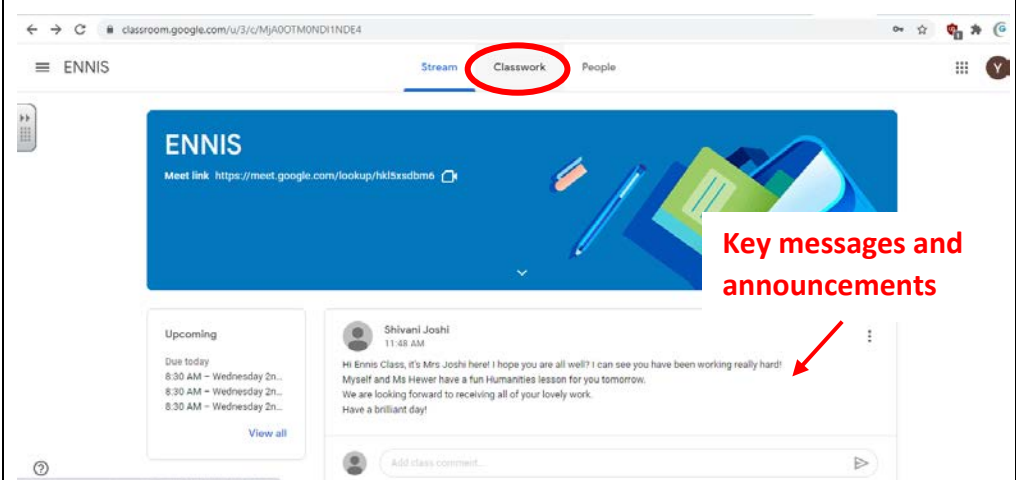 classroom.google.com/u/3/c/MjA0OTM0NDI1NDE4
ENNIS
Stream Classwork People
Y
ENNIS
Meet link https://meet.google.com/lookup/hkl5xsdbm6
Key messages and
announcements
Upcoming
Due today
8:30 AM – Wednesday 2n...
8:30 AM – Wednesday 2n...
8:30 AM – Wednesday 2n...
View all
Shivani Joshi
11:48 AM
Hi Ennis Class, it's Mrs Joshi here! I hope you are all well? I can see you have been working really hard!
Myself and Ms Hewer have a fun Humanities lesson for you tomorrow.
We are looking forward to receiving all of your lovely work.
Have a brilliant day!
Add class comment...